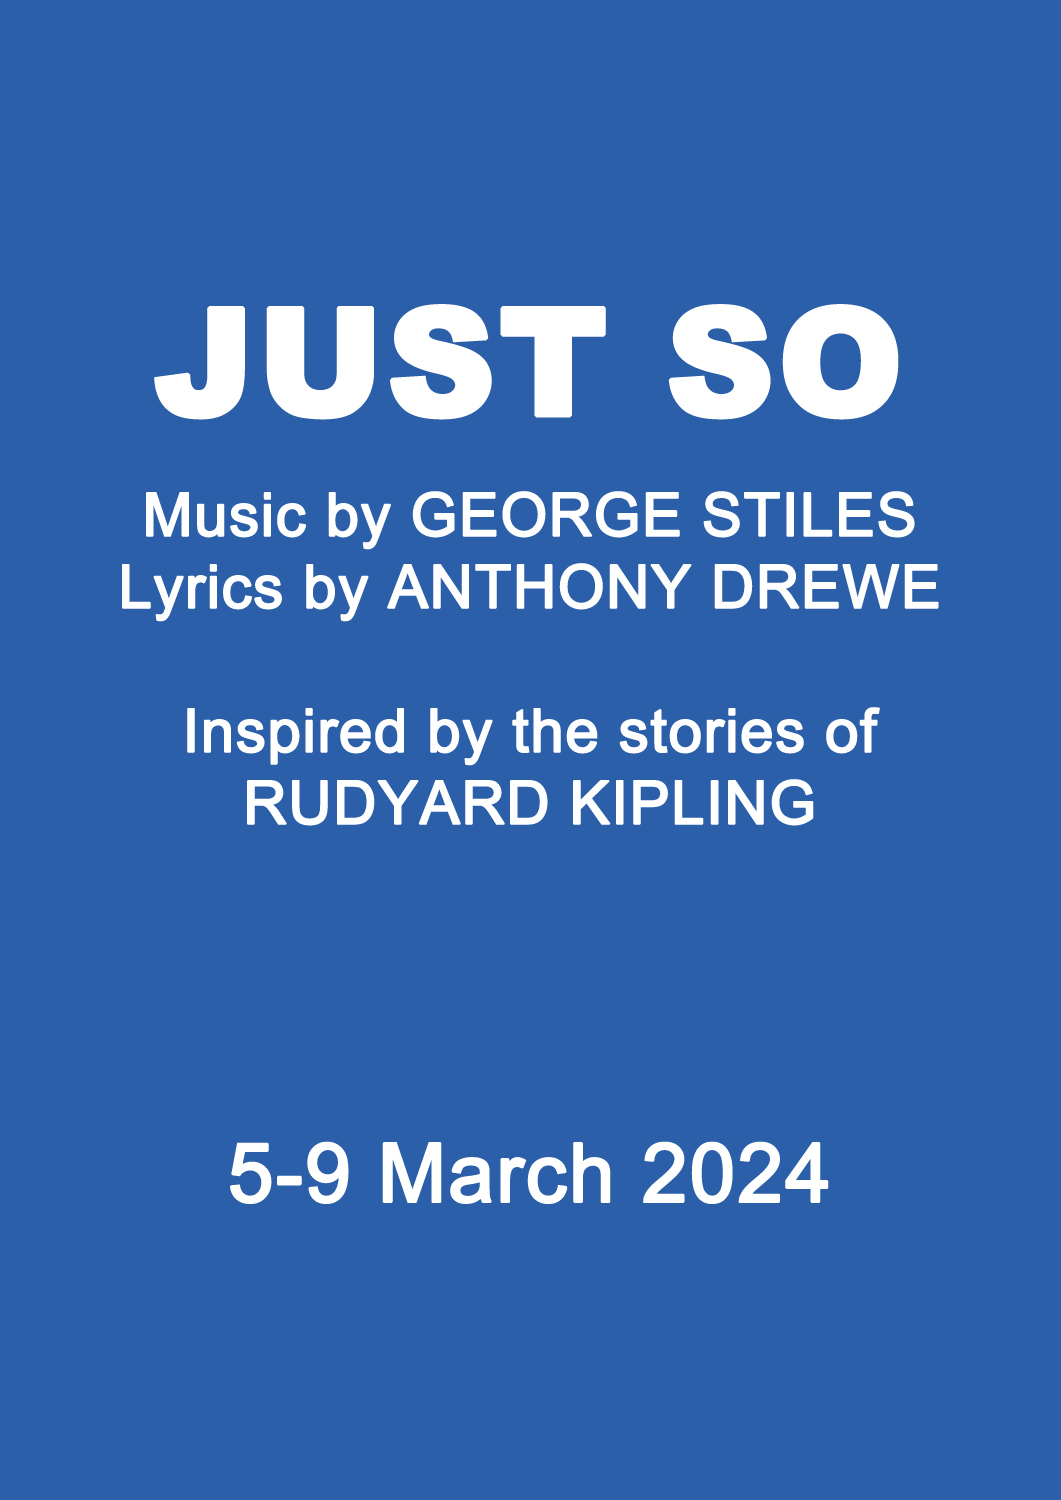 JUST SO
Music by GEORGE STILES
Lyrics by ANTHONY DREWE
Inspired by the stories of
RUDYARD KIPLING
5-9 March 2024